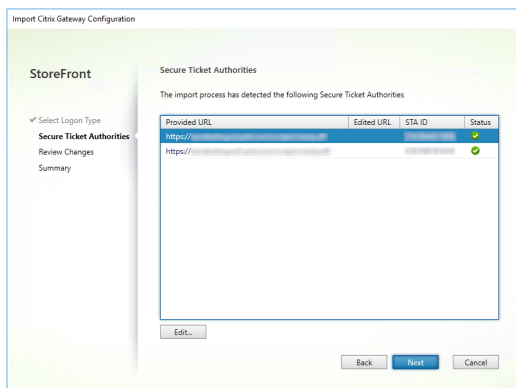 Import Citrix Gateway Configuration
StoreFront
Select Logon Type
Secure Ticket Authorities
Review Changes
Summary
Secure Ticket Authorities
The import process has detected the following Secure Ticket Authorities
Provided URL Edited URL STA ID Status
https://
https://
Edit...
Back Next Cancel